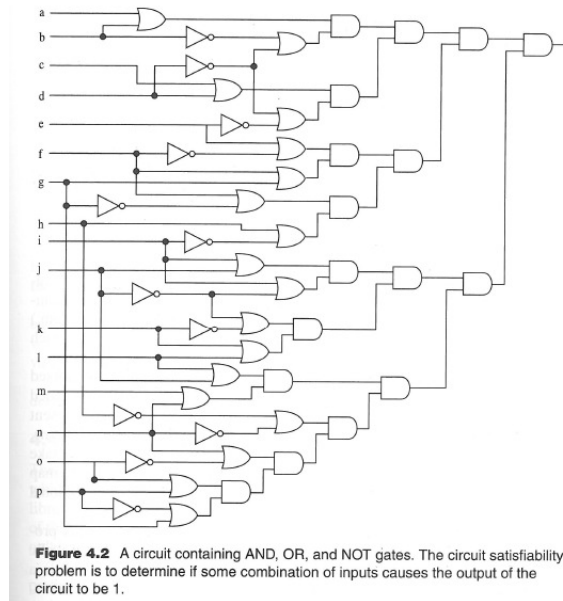 a
b
c
d
e
f
g
h
i
j
k
l
m
n
o
p
Figure 4.2 A circuit containing AND, OR, and NOT gates. The circuit satisfiability
problem is to determine if some combination of inputs causes the output of the
circuit to be 1.